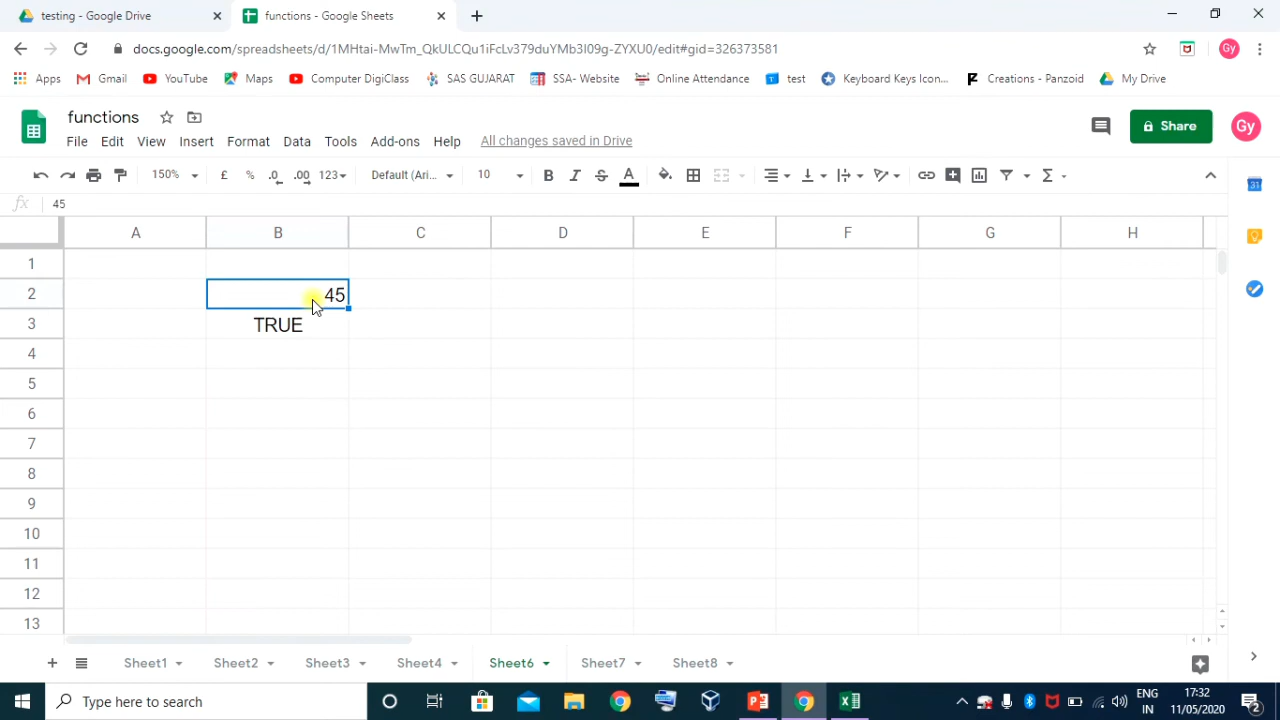 testing - Google Drive
functions - Google Sheets
docs.google.com/spreadsheets/d/1MHtai-MwTm_QkULCQu1iFcLv379duYMb3I09g-ZYXU0/edit#gid=326373581
Gy
Apps Gmail YouTube Maps Computer DigiClass SAS GUJARAT SSA- Website Online Attendance test Keyboard Keys Icon... Creations - Panzoid My Drive
functions
Share
Gy
File Edit View Insert Format Data Tools Add-ons Help All changes saved in Drive
150% £ % .0 .00 123 Default (Ari... 10 B I S A Σ
31
fx 45
A B C D E F G H
1
2 45
3 TRUE
4
5
6
7
8
9
10
11
12
13
Sheet1 Sheet2 Sheet3 Sheet4 Sheet6 Sheet7 Sheet8
Type here to search
ENG 17:32
IN 11/05/2020
2